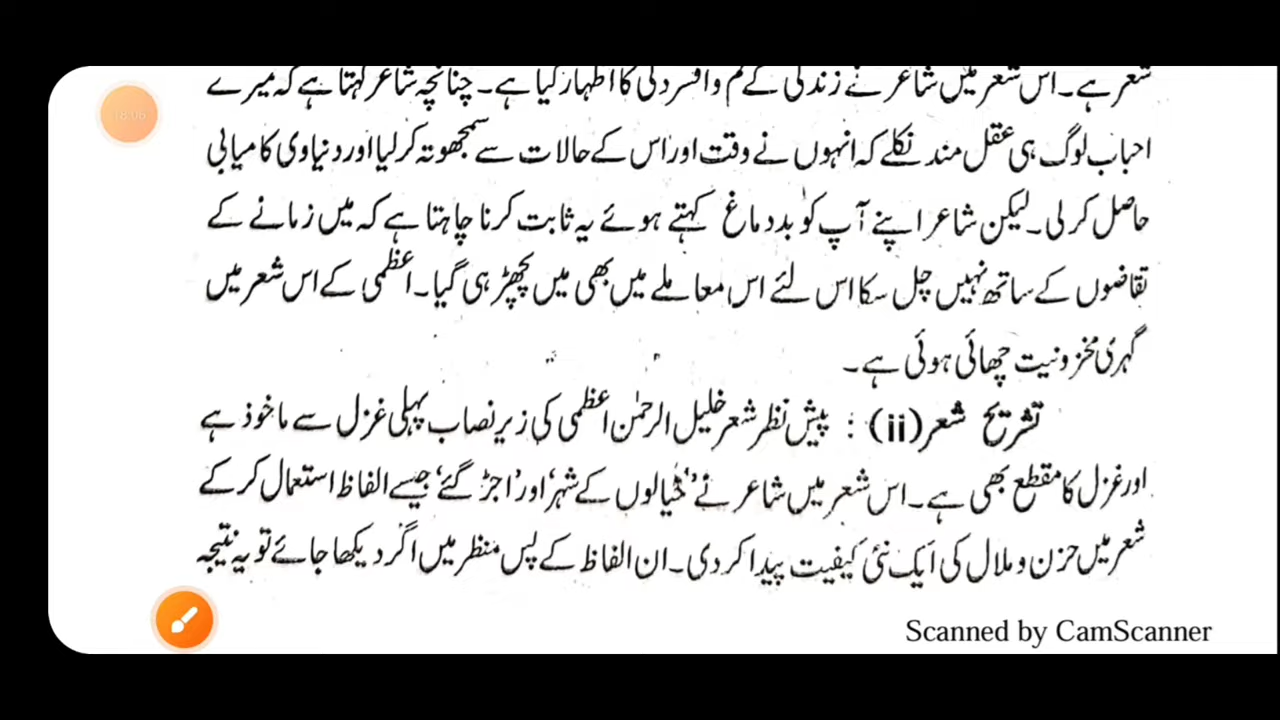 شعر ہے۔ اس شعر میں شاعر نے زندگی کے غم و افسردگی کا اظہار کیا ہے۔ چنانچہ شاعر کہتا ہے کہ میرے
18:06
احباب لوگ ہی عقل مند نکلے کہ انہوں نے وقت اور اس کے حالات سے سمجھوتہ کر لیا اور دنیاوی کامیابی
حاصل کر لی۔ لیکن شاعر اپنے آپ کو بددماغ کہتے ہوئے یہ ثابت کرنا چاہتا ہے کہ میں زمانے کے
تقاضوں کے ساتھ نہیں چل سکا اس لئے اس معاملے میں بھی میں پچھڑ ہی گیا۔ اعظمی کے اس شعر میں
گہری مخزونیت چھائی ہوئی ہے۔
تشریح شعر (ii) : پیش نظر شعر خلیل الرحمٰن اعظمی کی زیر نصاب پہلی غزل سے ماخوذ ہے
اور غزل کا مقطع بھی ہے۔ اس شعر میں شاعر نے 'خیالوں کے شہر' اور 'اجڑ گئے' جیسے الفاظ استعمال کر کے
شعر میں حزن و ملال کی ایک نئی کیفیت پیدا کر دی۔ ان الفاظ کے پس منظر میں اگر دیکھا جائے تو یہ نتیجہ
Scanned by CamScanner